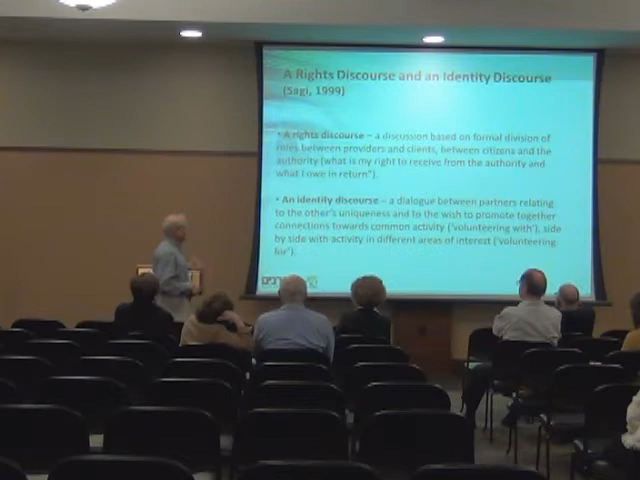 A Rights Discourse and an Identity Discourse
(Sagi, 1999)
• A rights discourse – a discussion based on formal division of
roles between providers and clients, between citizens and the
authority (what is my right to receive from the authority and
what I owe in return").
• An identity discourse – a dialogue between partners relating
to the other's uniqueness and to the wish to promote together
connections towards common activity ('volunteering with'), side
by side with activity in different areas of interest ('volunteering
for').